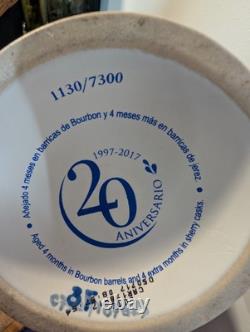 1130/7300
• Añejado 4 meses en barricas de Bourbon y 4 meses más en barricas de jerez.
1997-2017
20
ANIVERSARIO
• Aged 4 months in Bourbon barrels and 4 extra months in sherry casks.